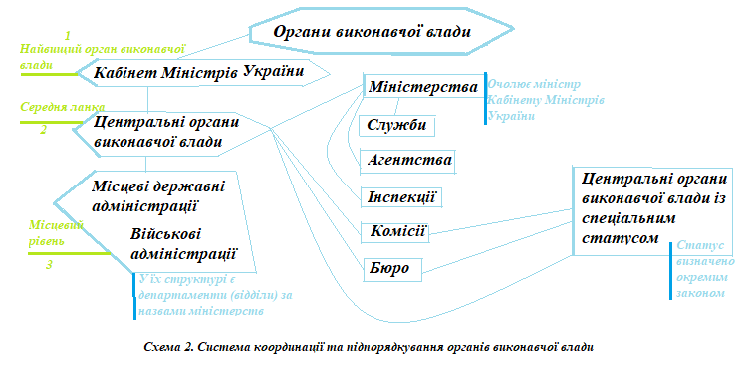 Органи виконавчої влади
1
Найвищий орган виконавчої
влади
Кабінет Міністрів України
Середня ланка
2
Центральні органи
виконавчої влади
Місцеві державні
адміністрації
Військові
адміністрації
Місцевий
рівень
3
У їх структурі є
департаменти (відділи) за
назвами міністерств
Міністерства
Очолює міністр
Кабінету Міністрів
України
Служби
Агентства
Інспекції
Комісії
Бюро
Центральні органи
виконавчої влади із
спеціальним
статусом
Статус
визначено
окремим
законом
Схема 2. Система координації та підпорядкування органів виконавчої влади